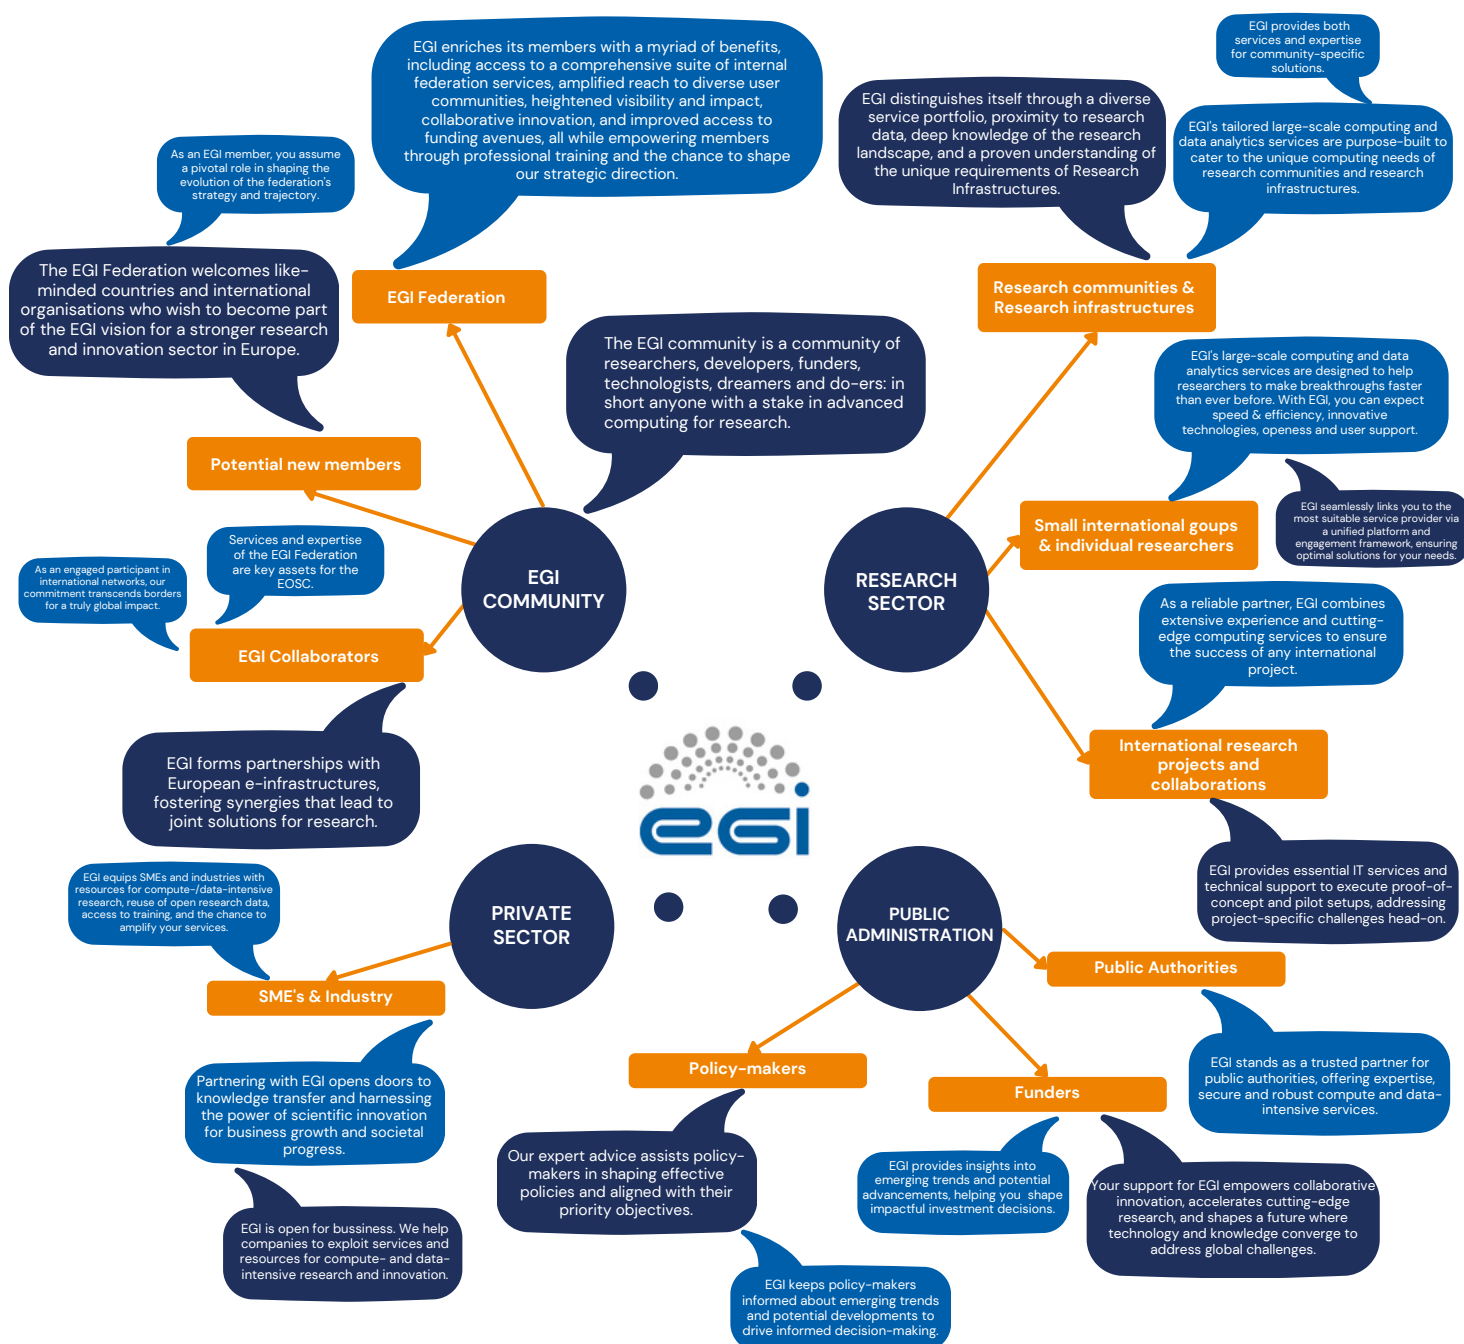 EGI enriches its members with a myriad of benefits,
including access to a comprehensive suite of internal
federation services, amplified reach to diverse user
communities, heightened visibility and impact,
collaborative innovation, and improved access to
funding avenues, all while empowering members
through professional training and the chance to shape
our strategic direction.
As an EGI member, you assume
a pivotal role in shaping the
evolution of the federation's
strategy and trajectory.
The EGI Federation welcomes like-
minded countries and international
organisations who wish to become part
of the EGI vision for a stronger research
and innovation sector in Europe.
EGI Federation
The EGI community is a community of
researchers, developers, funders,
technologists, dreamers and do-ers: in
short anyone with a stake in advanced
computing for research.
Potential new members
Services and expertise
of the EGI Federation
are key assets for the
EOSC.
As an engaged participant in
international networks, our
commitment transcends borders
for a truly global impact.
EGI
COMMUNITY
EGI Collaborators
EGI forms partnerships with
European e-infrastructures,
fostering synergies that lead to
joint solutions for research.
EGI provides both
services and expertise
for community-specific
solutions.
EGI distinguishes itself through a diverse
service portfolio, proximity to research
data, deep knowledge of the research
landscape, and a proven understanding of
the unique requirements of Research
Infrastructures.
EGI's tailored large-scale computing and
data analytics services are purpose-built to
cater to the unique computing needs of
research communities and research
infrastructures.
Research communities &
Research infrastructures
EGI's large-scale computing and data
analytics services are designed to help
researchers to make breakthroughs faster
than ever before. With EGI, you can expect
speed & efficiency, innovative
technologies, openess and user support.
EGI seamlessly links you to the
most suitable service provider via
a unified platform and
engagement framework, ensuring
optimal solutions for your needs.
Small international goups
& individual researchers
RESEARCH
SECTOR
As a reliable partner, EGI combines
extensive experience and cutting-
edge computing services to ensure
the success of any international
project.
International research
projects and
collaborations
EGI provides essential IT services and
technical support to execute proof-of-
concept and pilot setups, addressing
project-specific challenges head-on.
egi
EGI equips SMEs and industries with
resources for compute-/data-intensive
research, reuse of open research data,
access to training, and the chance to
amplify your services.
PRIVATE
SECTOR
SME's & Industry
Partnering with EGI opens doors to
knowledge transfer and harnessing
the power of scientific innovation
for business growth and societal
progress.
EGI is open for bussiness. We help
companies to exploit services and
resources for compute- and data-
intensive research and innovation.
PUBLIC
ADMINISTRATION
Public Authorities
EGI stands as a trusted partner for
public authorities, offering expertise,
secure and robust compute and data-
intensive services.
Policy-makers
Our expert advice assists policy-
makers in shaping effective
policies and aligned with their
priority objectives.
EGI keeps policy-makers
informed about emerging trends
and potential developments to
drive informed decision-making.
Funders
EGI provides insights into
emerging trends and potential
advancements, helping you shape
impactful investment decisions.
Your support for EGI empowers collaborative
innovation, accelerates cutting-edge
research, and shapes a future where
technology and knowledge converge to
address global challenges.